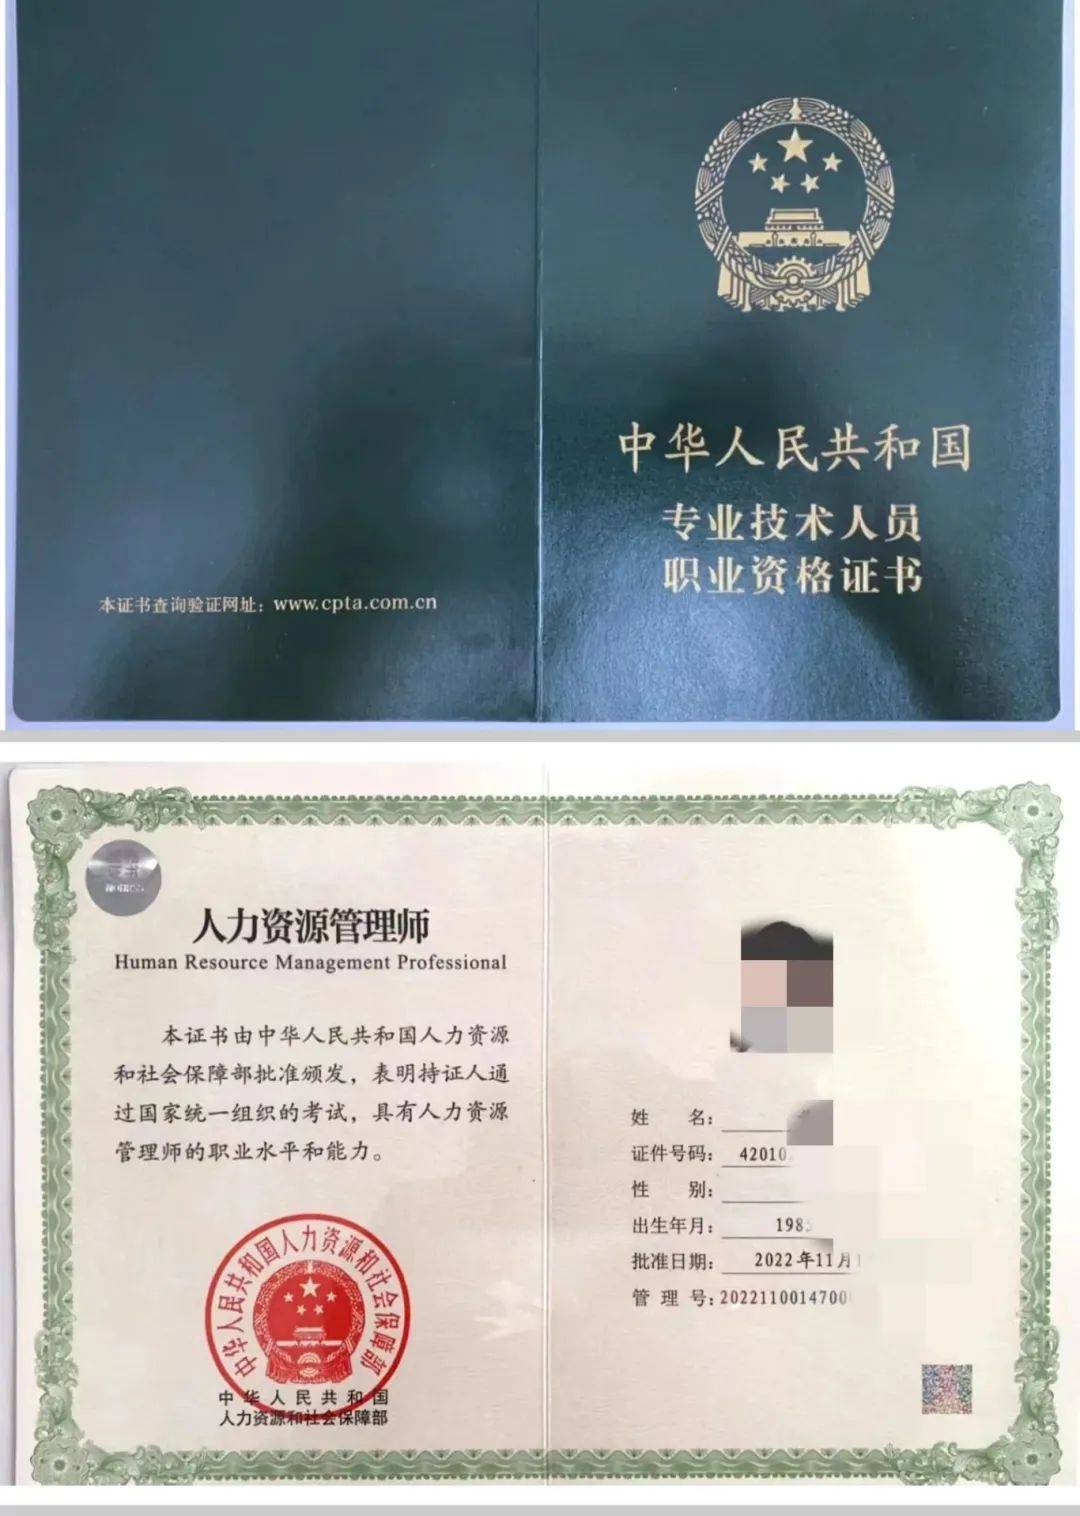 中华人民共和国
专业技术人员
职业资格证书
本证书查询验证网址：www.cpta.com.cn
人力资源管理师
Human Resource Management Professional
本证书由中华人民共和国人力资源
和社会保障部批准颁发，表明持证人通
过国家统一组织的考试，具有人力资源
管理师的职业水平和能力。
中华人民共和国人力资源和社会保障部
中华人民共和国
人力资源和社会保障部
姓 名：
证件号码：42010
性 别：
出生年月：198
批准日期：2022年11月
管 理 号：20221100147000